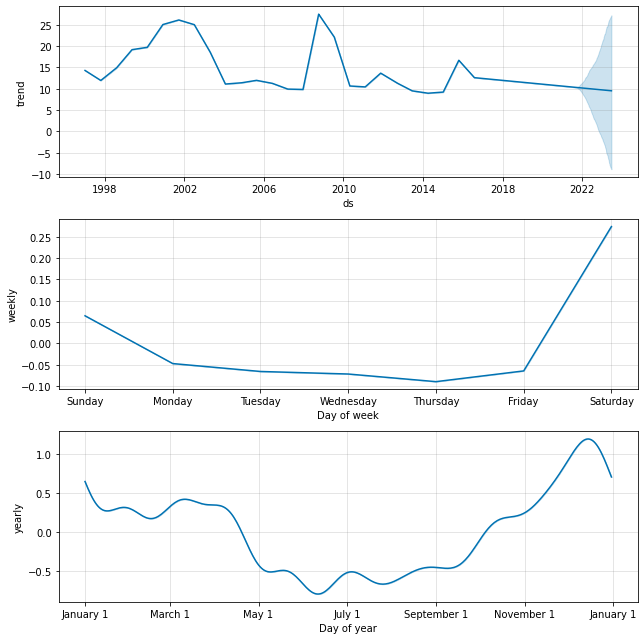 25
20
15
10
5
0
−5
−10
trend
1998 2002 2006 2010 2014 2018 2022
ds
0.25
0.20
0.15
0.10
0.05
0.00
−0.05
−0.10
weekly
Sunday Monday Tuesday Wednesday Thursday Friday Saturday
Day of week
1.0
0.5
0.0
−0.5
yearly
January 1 March 1 May 1 July 1 September 1 November 1 January 1
Day of year